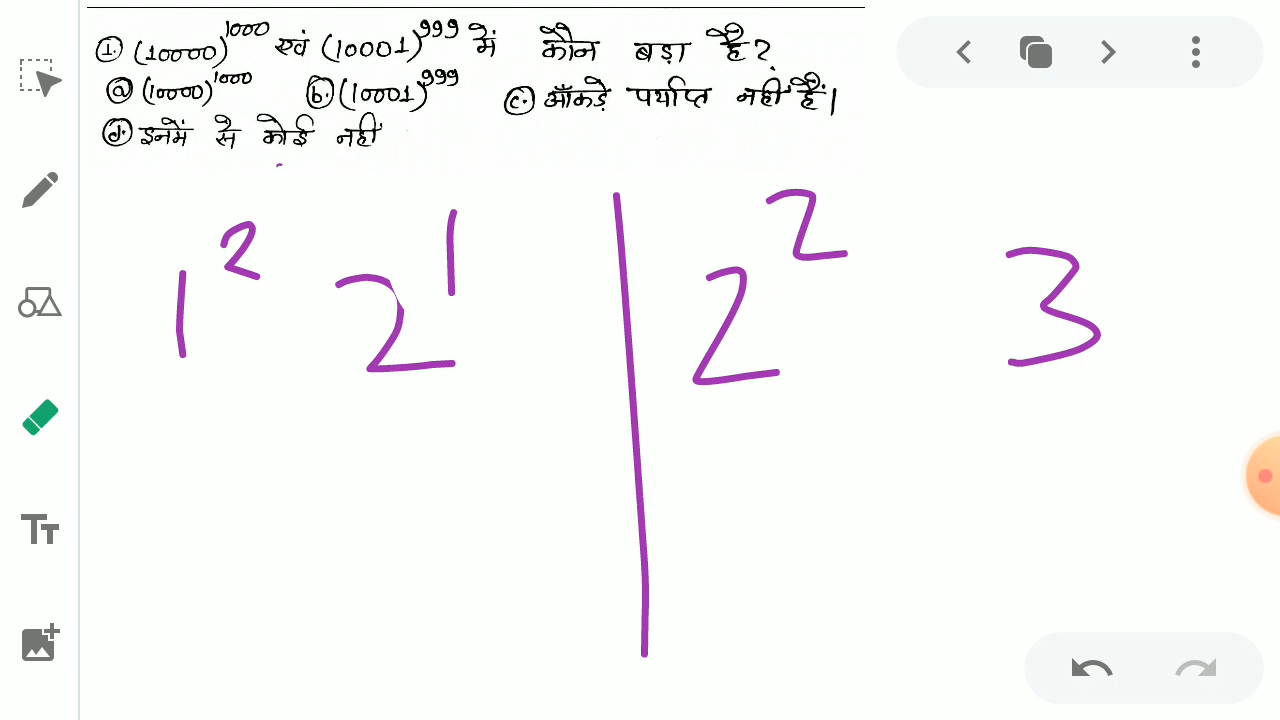 ① (10000)^1000 एवं (10001)^999 में कौन बड़ा है?
ⓐ (10000)^1000 ⓑ (10001)^999 ⓒ आँकड़े पर्याप्त नहीं हैं।
ⓓ इनमें से कोई नहीं
1^2 2^1 | 2^2 3
TT